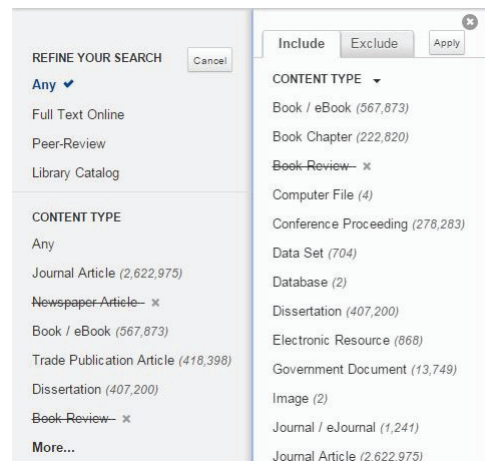 REFINE YOUR SEARCH
Cancel
Any
Full Text Online
Peer-Review
Library Catalog
CONTENT TYPE
Any
Journal Article (2,622,975)
Newspaper Article
Book / eBook (567,873)
Trade Publication Article (418,398)
Dissertation (407,200)
Book Review
More...
Include
Exclude
Apply
CONTENT TYPE
Book / eBook (567,873)
Book Chapter (222,820)
Book Review
Computer File (4)
Conference Proceeding (278,283)
Data Set (704)
Database (2)
Dissertation (407,200)
Electronic Resource (868)
Government Document (13,749)
Image (2)
Journal / eJournal (1,241)
Journal Article (2,622,975)